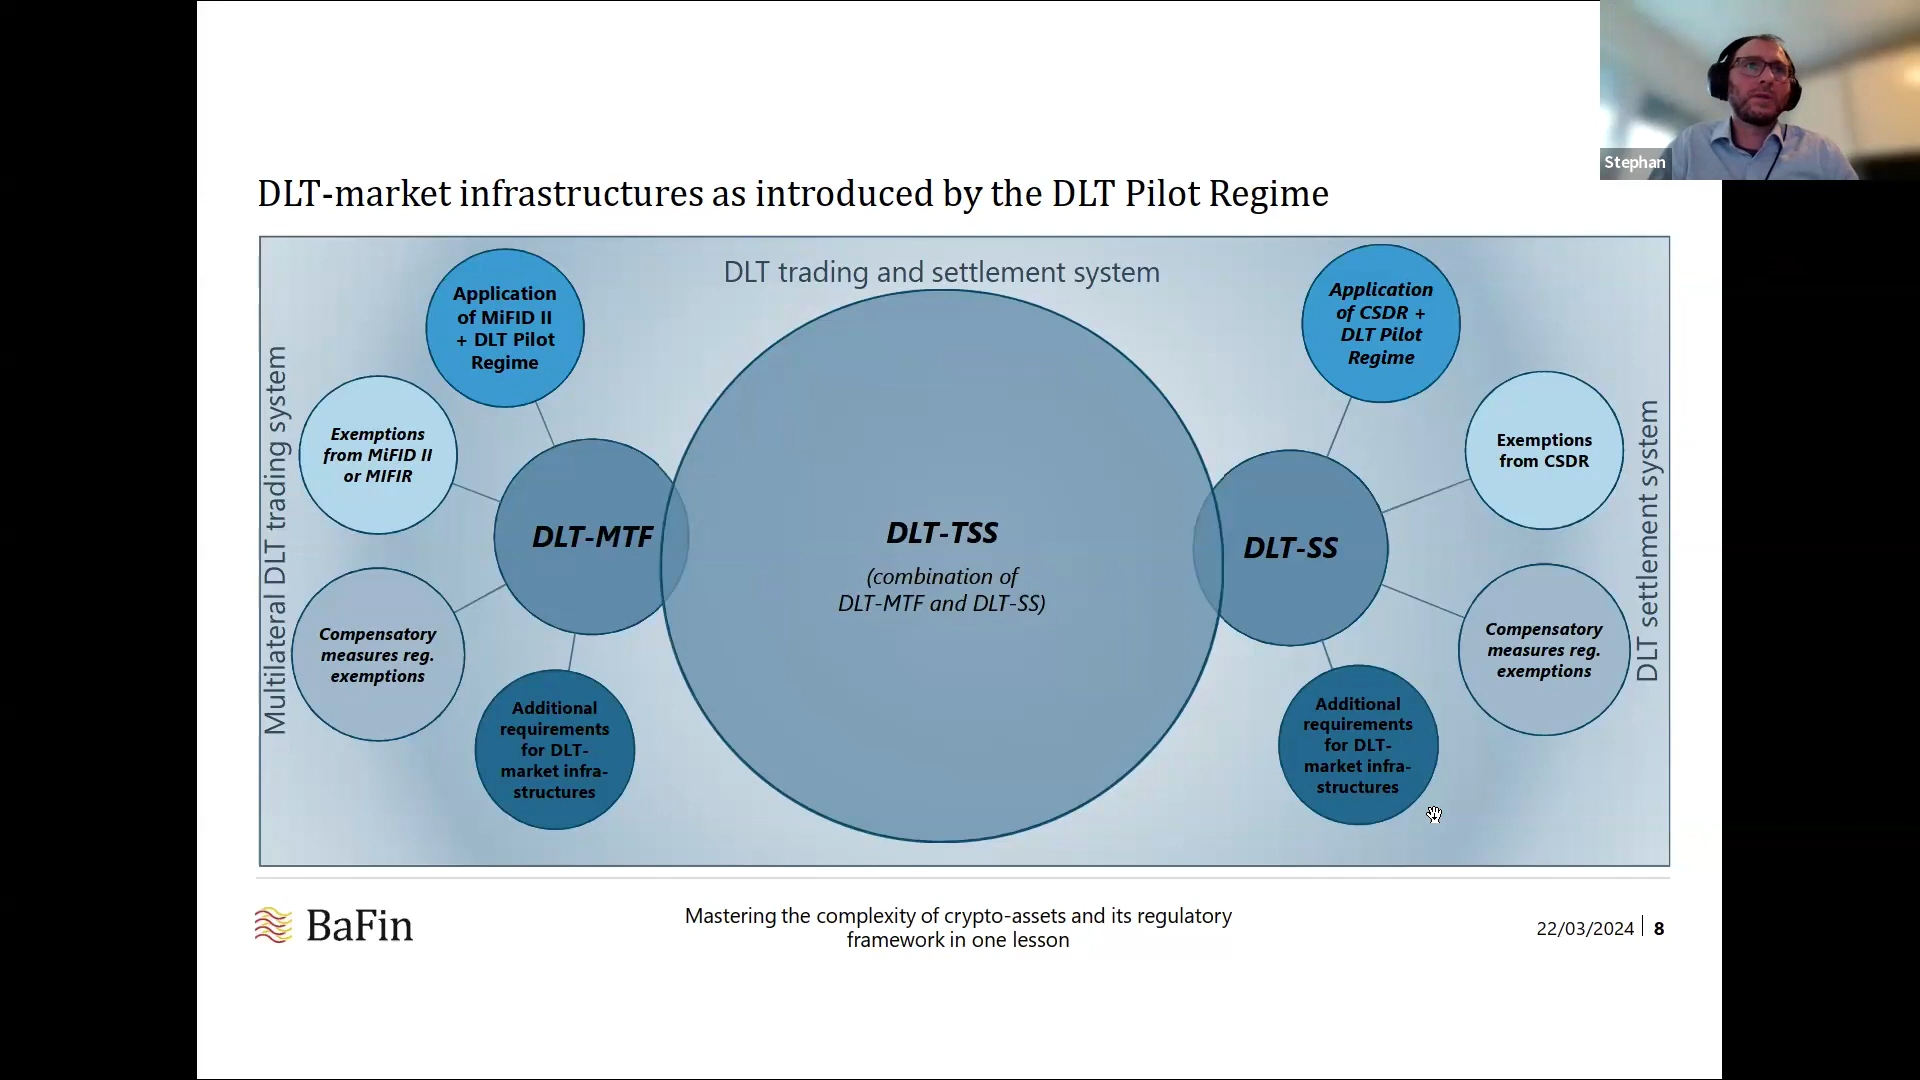 Stephan
DLT-market infrastructures as introduced by the DLT Pilot Regime
DLT trading and settlement system
Multilateral DLT trading system
Application
of MiFID II
+ DLT Pilot
Regime
Exemptions
from MiFID II
or MIFIR
DLT-MTF
Compensatory
measures reg.
exemptions
Additional
requirements
for DLT-
market infra-
structures
DLT-TSS
(combination of
DLT-MTF and DLT-SS)
Application
of CSDR +
DLT Pilot
Regime
Exemptions
from CSDR
DLT-SS
Compensatory
measures reg.
exemptions
Additional
requirements
for DLT-
market infra-
structures
DLT settlement system
BaFin
Mastering the complexity of crypto-assets and its regulatory
framework in one lesson
22/03/2024 | 8